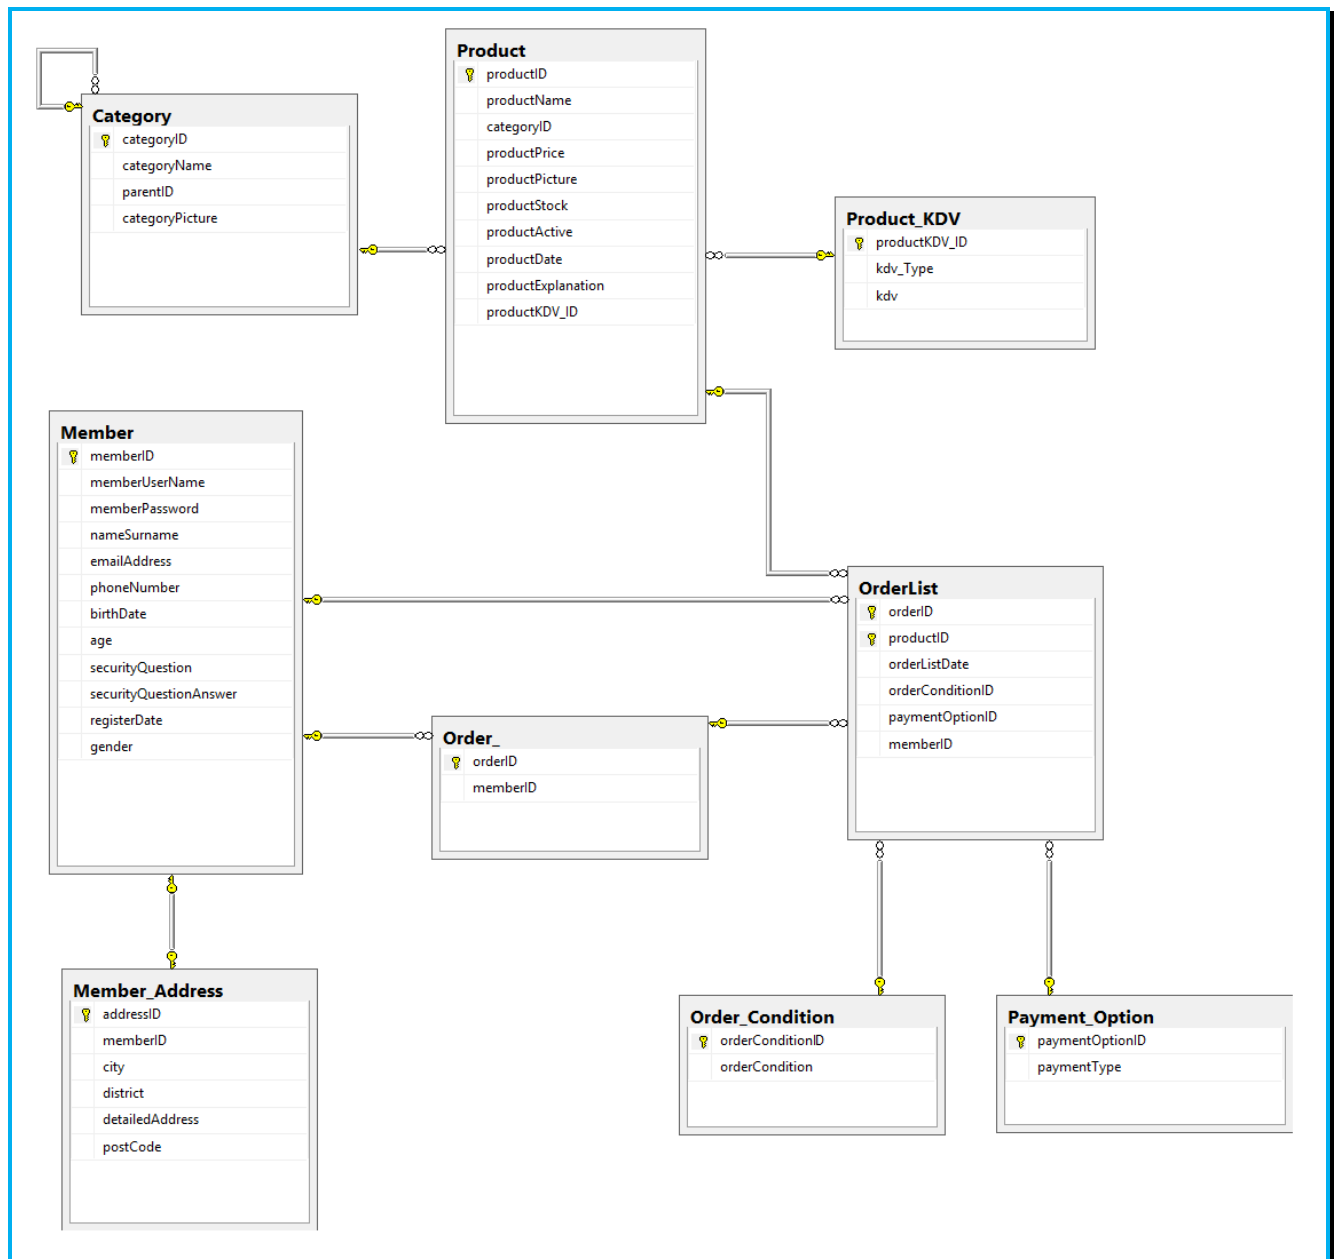 Product
productID
productName
categoryID
productPrice
productPicture
productStock
productActive
productDate
productExplanation
productKDV_ID
Category
categoryID
categoryName
parentID
categoryPicture
Product_KDV
productKDV_ID
kdv_Type
kdv
Member
memberID
memberUserName
memberPassword
nameSurname
emailAddress
phoneNumber
birthDate
age
securityQuestion
securityQuestionAnswer
registerDate
gender
OrderList
orderID
productID
orderListDate
orderConditionID
paymentOptionID
memberID
Order_
orderID
memberID
Member_Address
addressID
memberID
city
district
detailedAddress
postCode
Order_Condition
orderConditionID
orderCondition
Payment_Option
paymentOptionID
paymentType